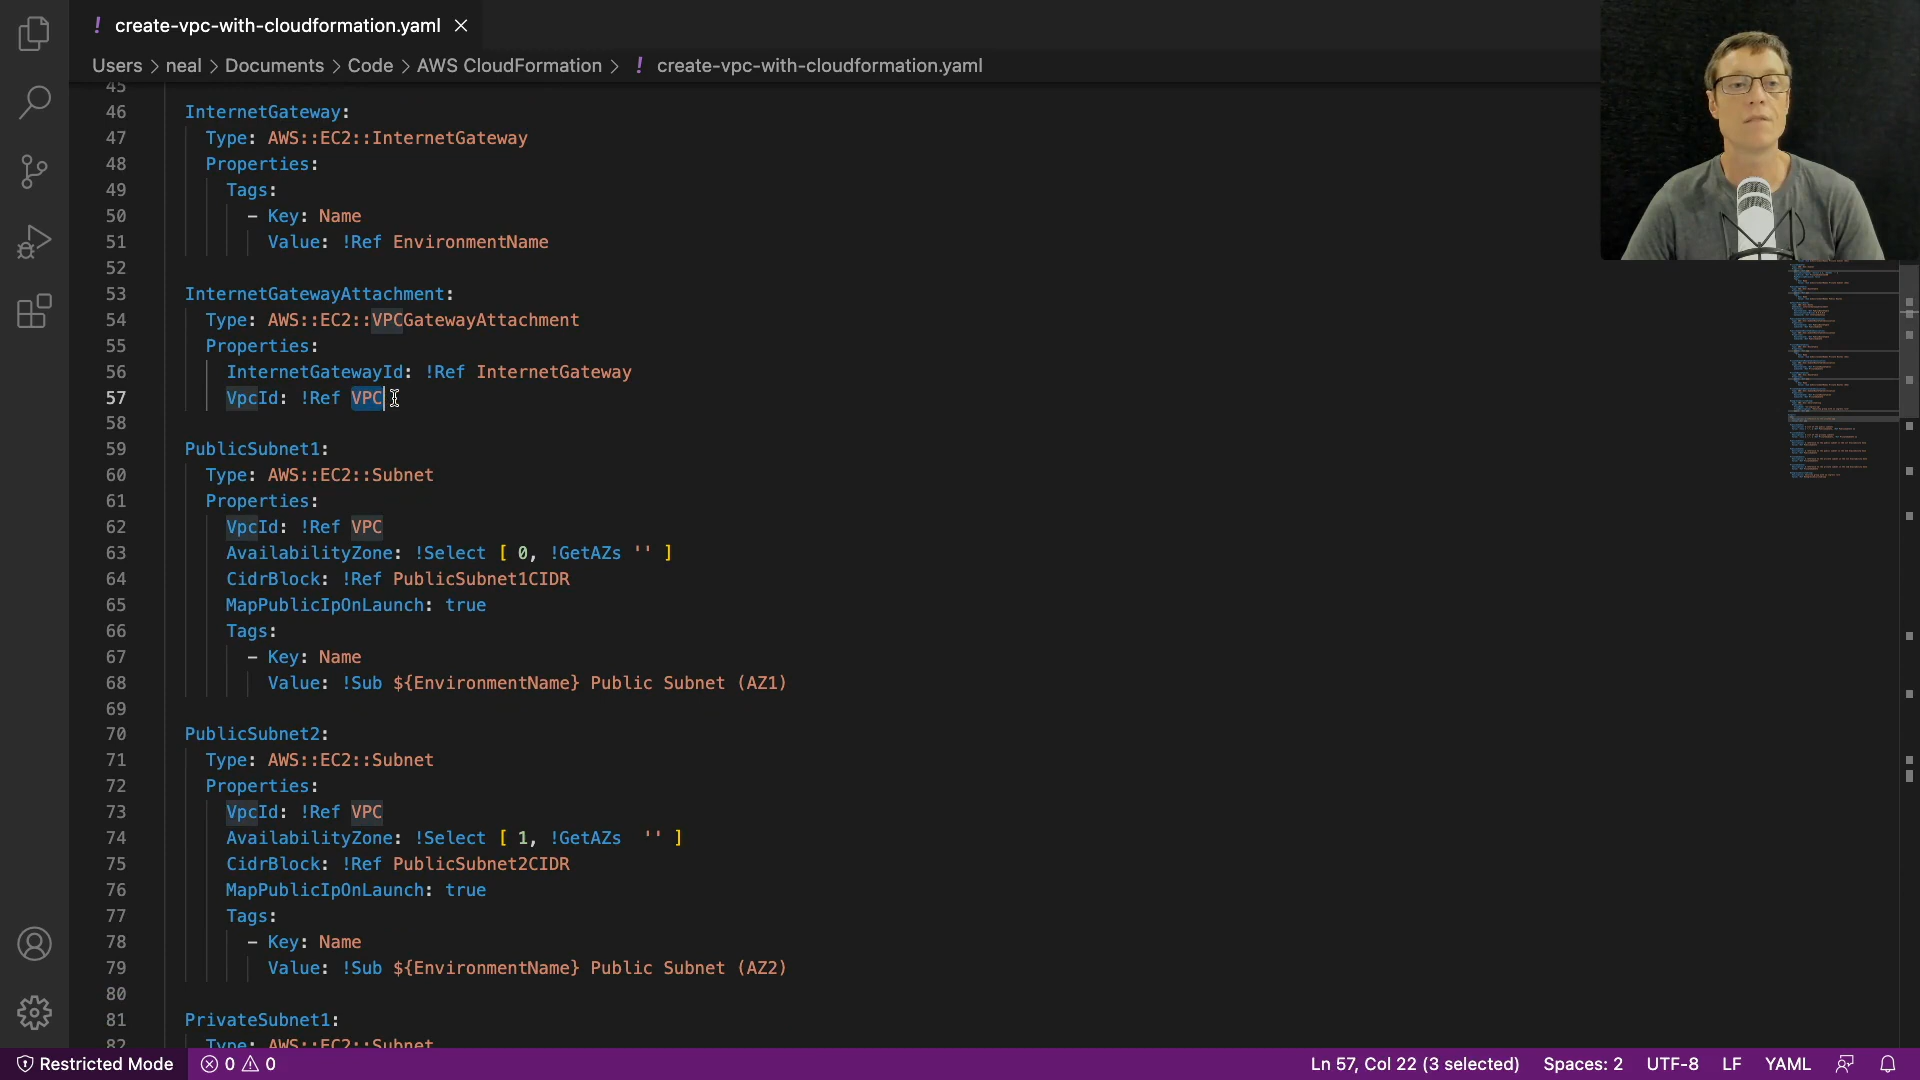 ! create-vpc-with-cloudformation.yaml ×
Users > neal > Documents > Code > AWS CloudFormation > ! create-vpc-with-cloudformation.yaml
45
46 InternetGateway:
47 Type: AWS::EC2::InternetGateway
48 Properties:
49 Tags:
50 - Key: Name
51 Value: !Ref EnvironmentName
52
53 InternetGatewayAttachment:
54 Type: AWS::EC2::VPCGatewayAttachment
55 Properties:
56 InternetGatewayId: !Ref InternetGateway
57 VpcId: !Ref VPC
58
59 PublicSubnet1:
60 Type: AWS::EC2::Subnet
61 Properties:
62 VpcId: !Ref VPC
63 AvailabilityZone: !Select [ 0, !GetAZs '' ]
64 CidrBlock: !Ref PublicSubnet1CIDR
65 MapPublicIpOnLaunch: true
66 Tags:
67 - Key: Name
68 Value: !Sub ${EnvironmentName} Public Subnet (AZ1)
69
70 PublicSubnet2:
71 Type: AWS::EC2::Subnet
72 Properties:
73 VpcId: !Ref VPC
74 AvailabilityZone: !Select [ 1, !GetAZs  '' ]
75 CidrBlock: !Ref PublicSubnet2CIDR
76 MapPublicIpOnLaunch: true
77 Tags:
78 - Key: Name
79 Value: !Sub ${EnvironmentName} Public Subnet (AZ2)
80
81 PrivateSubnet1:
82 Type: AWS::EC2::Subnet
Restricted Mode 0 0 Ln 57, Col 22 (3 selected) Spaces: 2 UTF-8 LF YAML